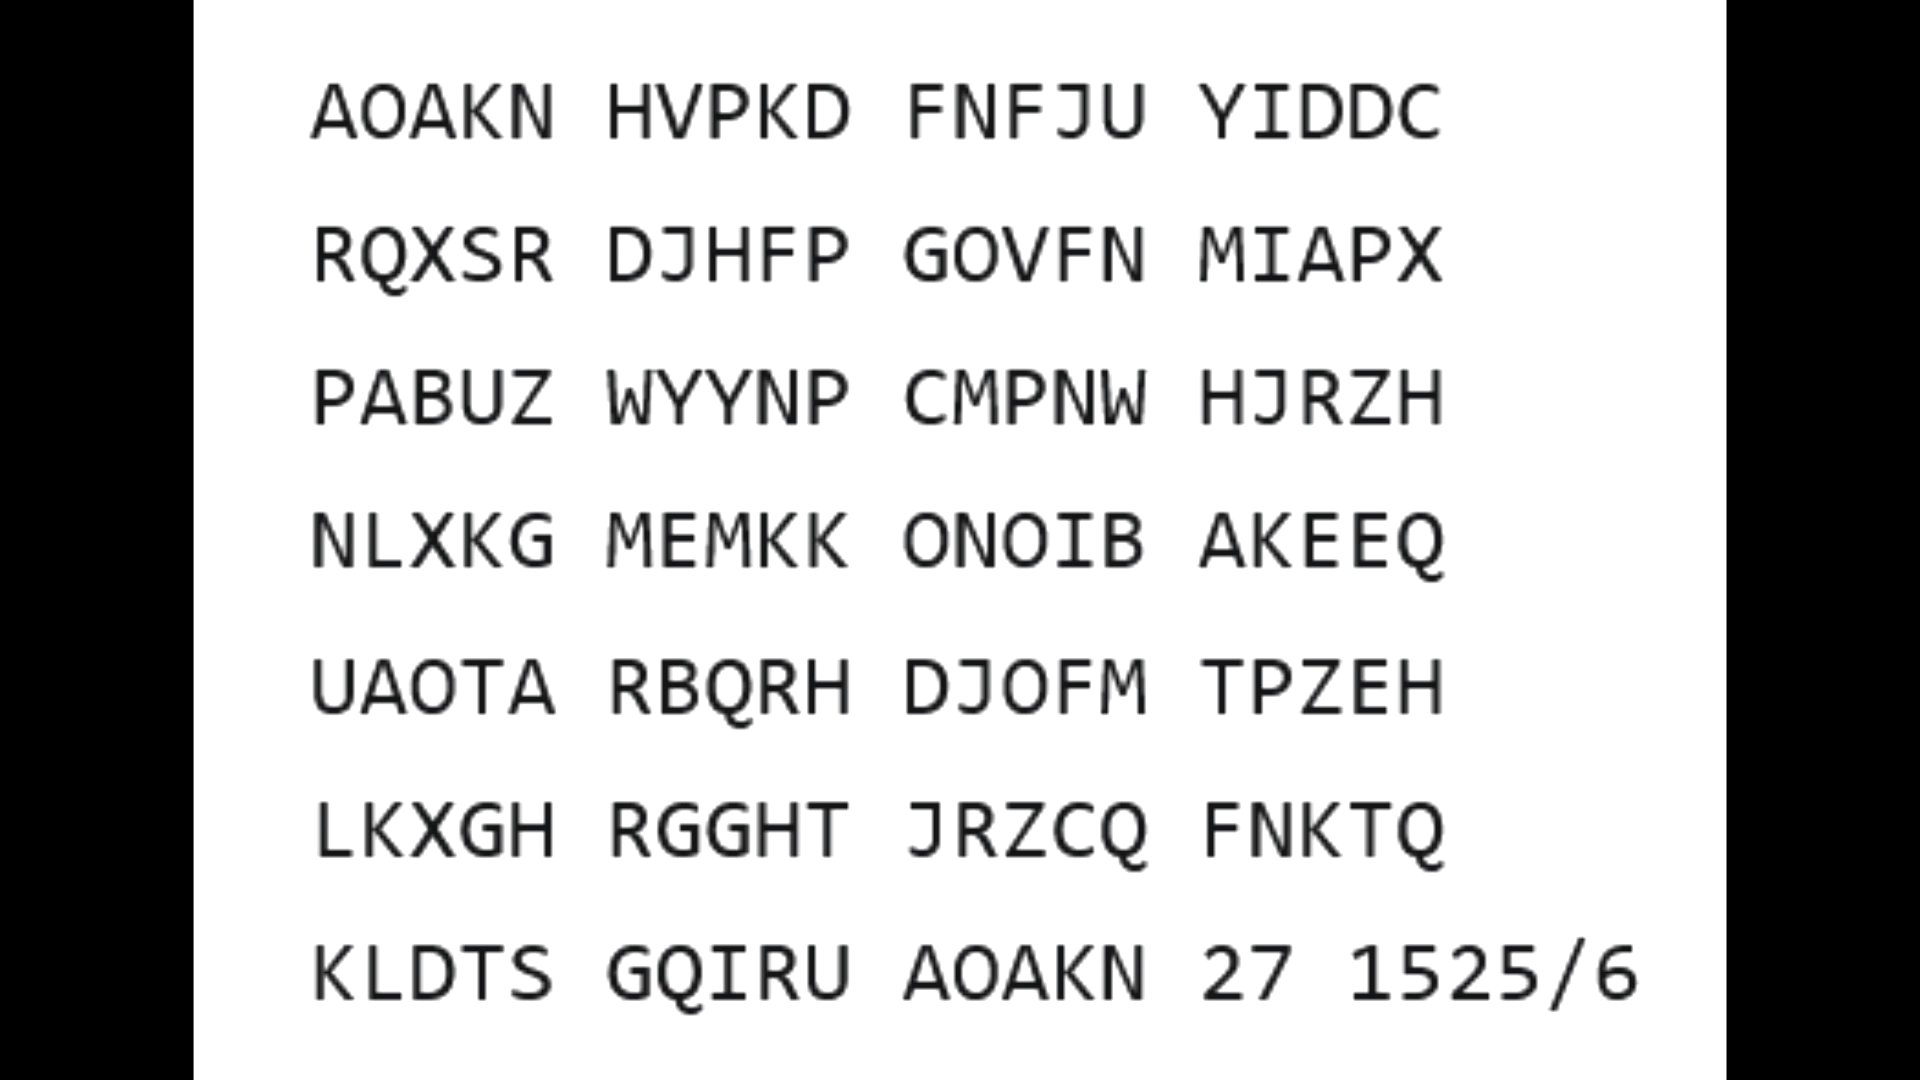 AOAKN HVPKD FNFJU YIDDC
RQXSR DJHFP GOVFN MIAPX
PABUZ WYYNP CMPNW HJRZH
NLXKG MEMKK ONOIB AKEEQ
UAOTA RBQRH DJOFM TPZEH
LKXGH RGGHT JRZCQ FNKTQ
KLDTS GQIRU AOAKN 27 1525/6